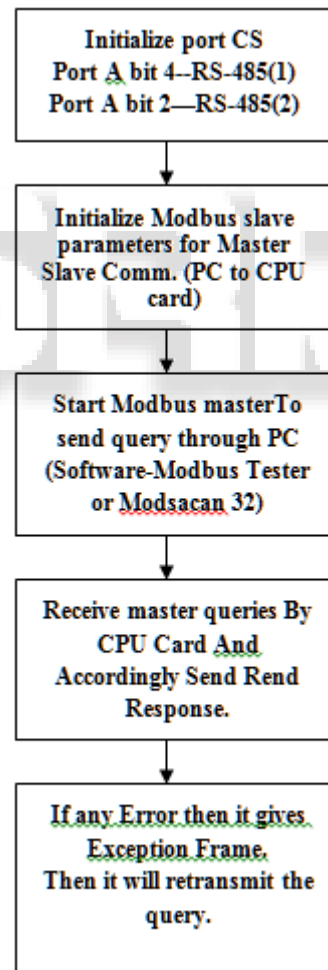 Initialize port CS
Port A bit 4--RS-485(1)
Port A bit 2—RS-485(2)
Initialize Modbus slave
parameters for Master
Slave Comm. (PC to CPU
card)
Start Modbus masterTo
send query through PC
(Software-Modbus Tester
or Modsacan 32)
Receive master queries By
CPU Card And
Accordingly Send Rend
Response.
If any Error then it gives
Exception Frame.
Then it will retransmit the
query.